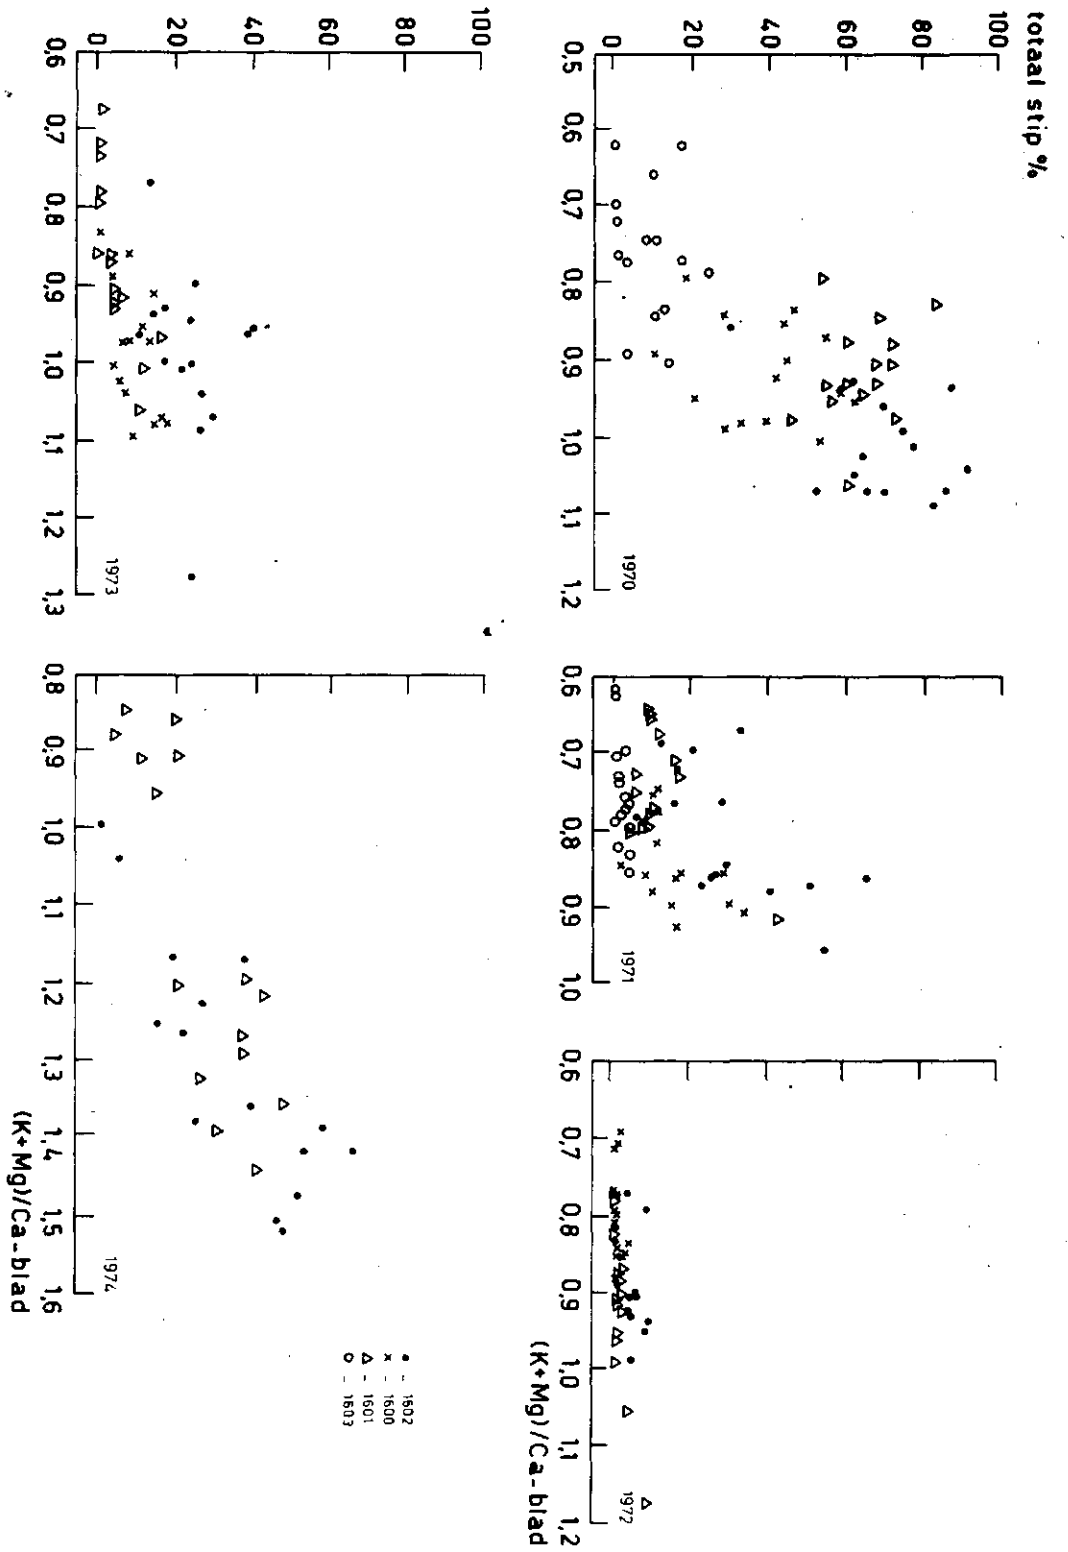 totaal stip %
100
80
60
40
20
0
0,5 0,6 0,7 0,8 0,9 1,0 1,1 1,2
1970
0,6 0,7 0,8 0,9 1,0
1971
0,6 0,7 0,8 0,9 1,0 1,1 1,2
1972
(K+Mg)/Ca-blad
100
80
60
40
20
0
0,6 0,7 0,8 0,9 1,0 1,1 1,2 1,3
1973
0,8 0,9 1,0 1,1 1,2 1,3 1,4 1,5 1,6
1974
(K+Mg)/Ca-blad
• - 1602
x - 1600
Δ - 1601
o - 1603